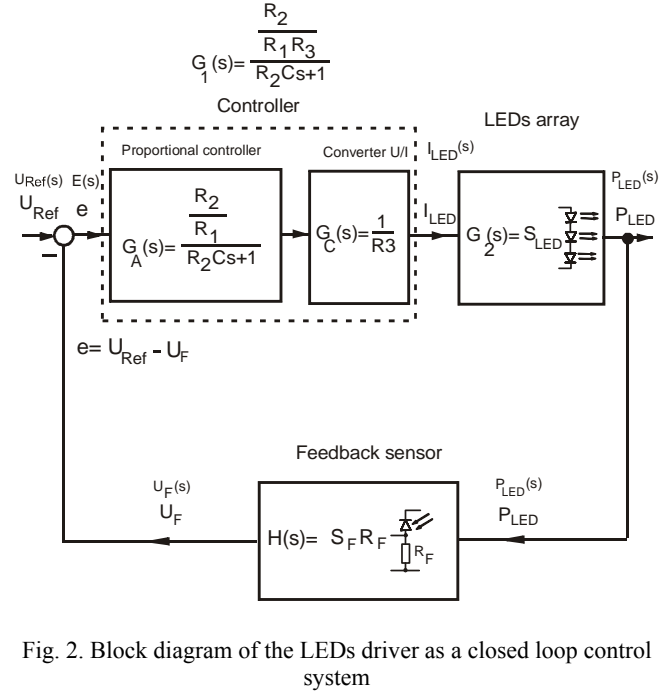 R2
R1R3
G1(s)=
R2Cs+1
Controller
LEDs array
Proportional controller
Converter U/I
ILED(s)
URef(s) E(s)
PLED(s)
URef e
ILED
PLED
R2
R1
GA(s)=
R2Cs+1
GC(s)= 1
R3
G2(s)= SLED
−
e= URef - UF
Feedback sensor
UF(s)
UF
PLED(s)
PLED
H(s)= SF RF
RF
Fig. 2. Block diagram of the LEDs driver as a closed loop control
system